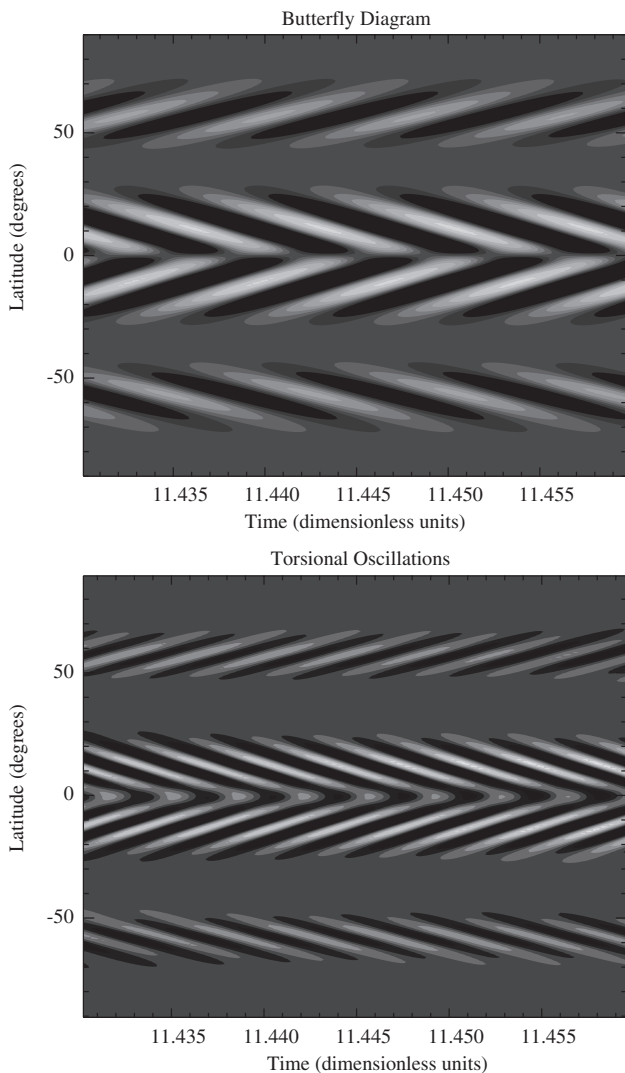 Butterfly Diagram
Latitude (degrees)
50
0
-50
11.435 11.440 11.445 11.450 11.455
Time (dimensionless units)
Torsional Oscillations
Latitude (degrees)
50
0
-50
11.435 11.440 11.445 11.450 11.455
Time (dimensionless units)